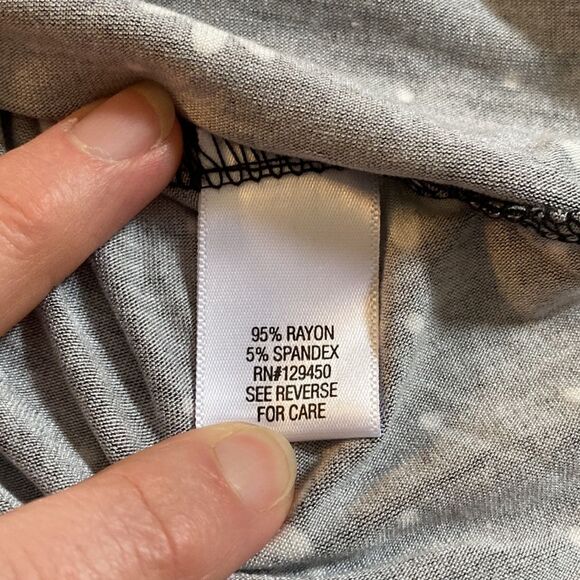 95% RAYON
5% SPANDEX
RN#129450
SEE REVERSE
FOR CARE